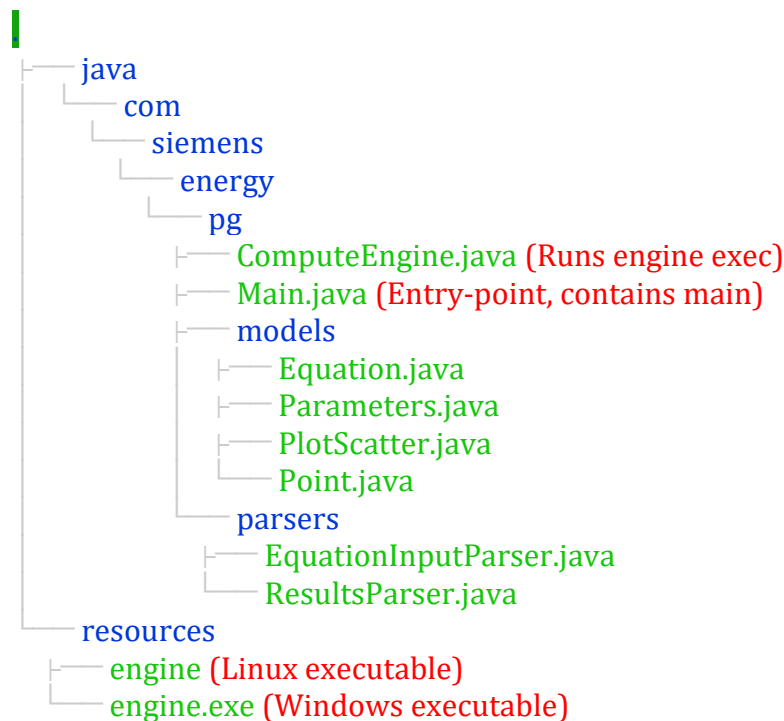 .
java
com
siemens
energy
pg
ComputeEngine.java (Runs engine exec)
Main.java (Entry-point, contains main)
models
Equation.java
Parameters.java
PlotScatter.java
Point.java
parsers
EquationInputParser.java
ResultsParser.java
resources
engine (Linux executable)
engine.exe (Windows executable)